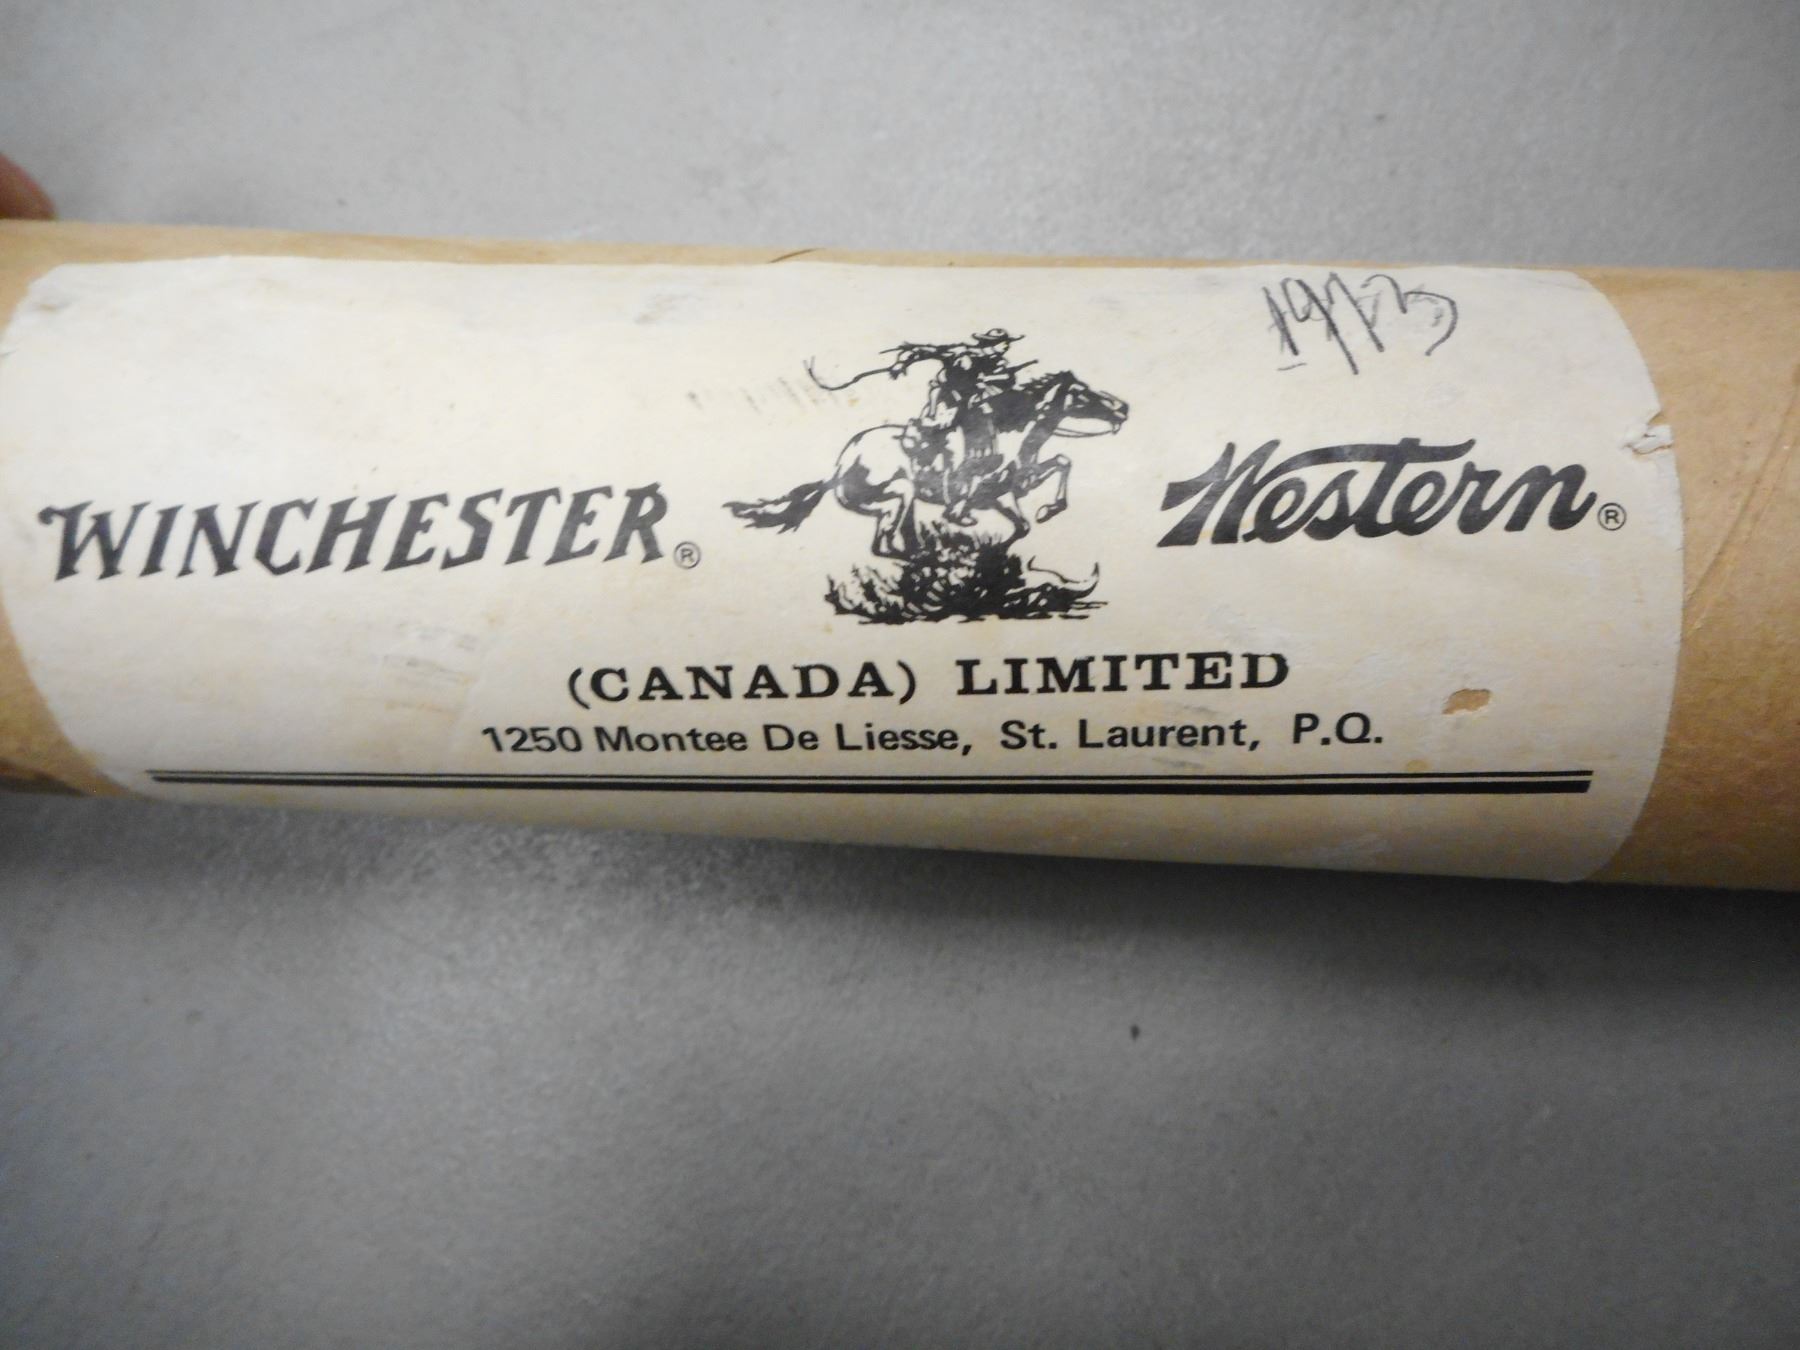 1973
WINCHESTER® Western®
(CANADA) LIMITED
1250 Montee De Liesse, St. Laurent, P.Q.